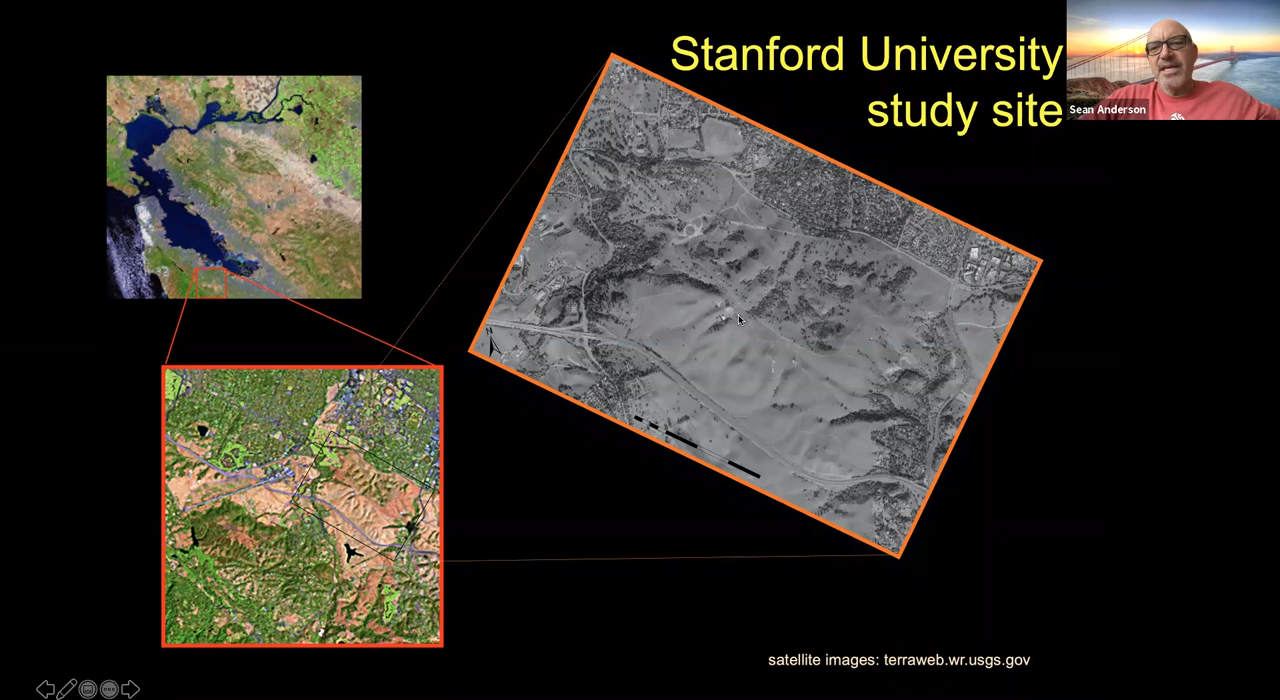 Stanford University
study site
Sean Anderson
satellite images: terraweb.wr.usgs.gov